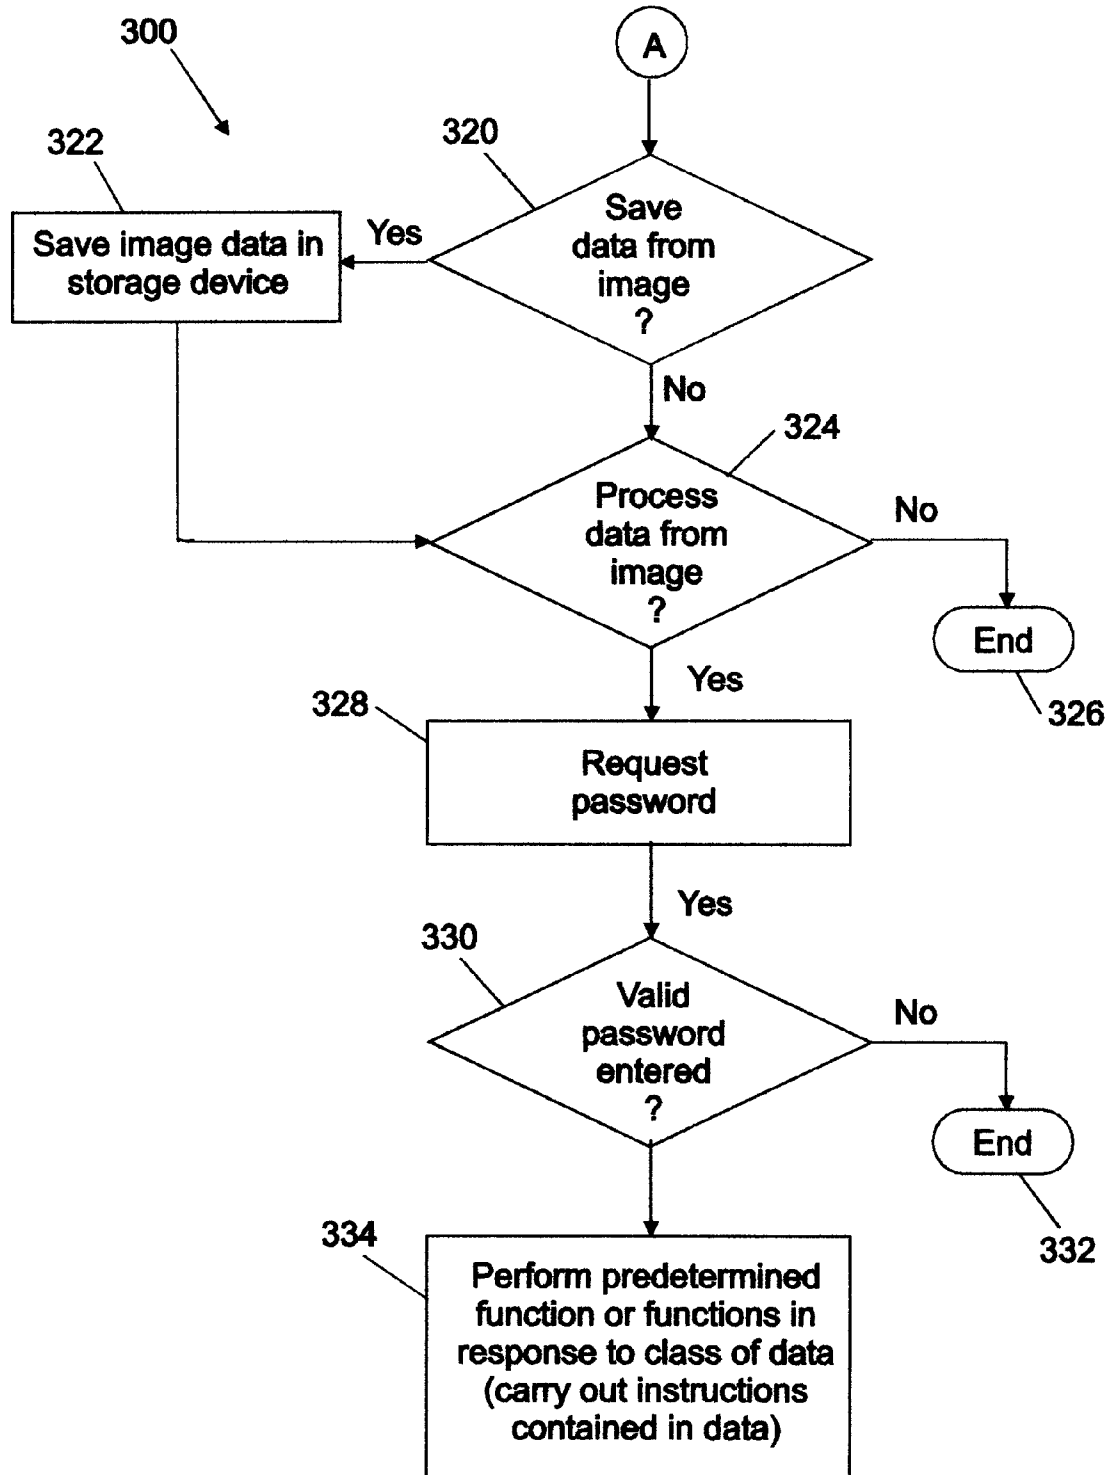 300
A
322
320
Save image data in
storage device
Yes
Save
data from
image
?
No
324
Process
data from
image
?
No
End
326
Yes
328
Request
password
Yes
330
Valid
password
entered
?
No
End
332
334
Perform predetermined
function or functions in
response to class of data
(carry out instructions
contained in data)